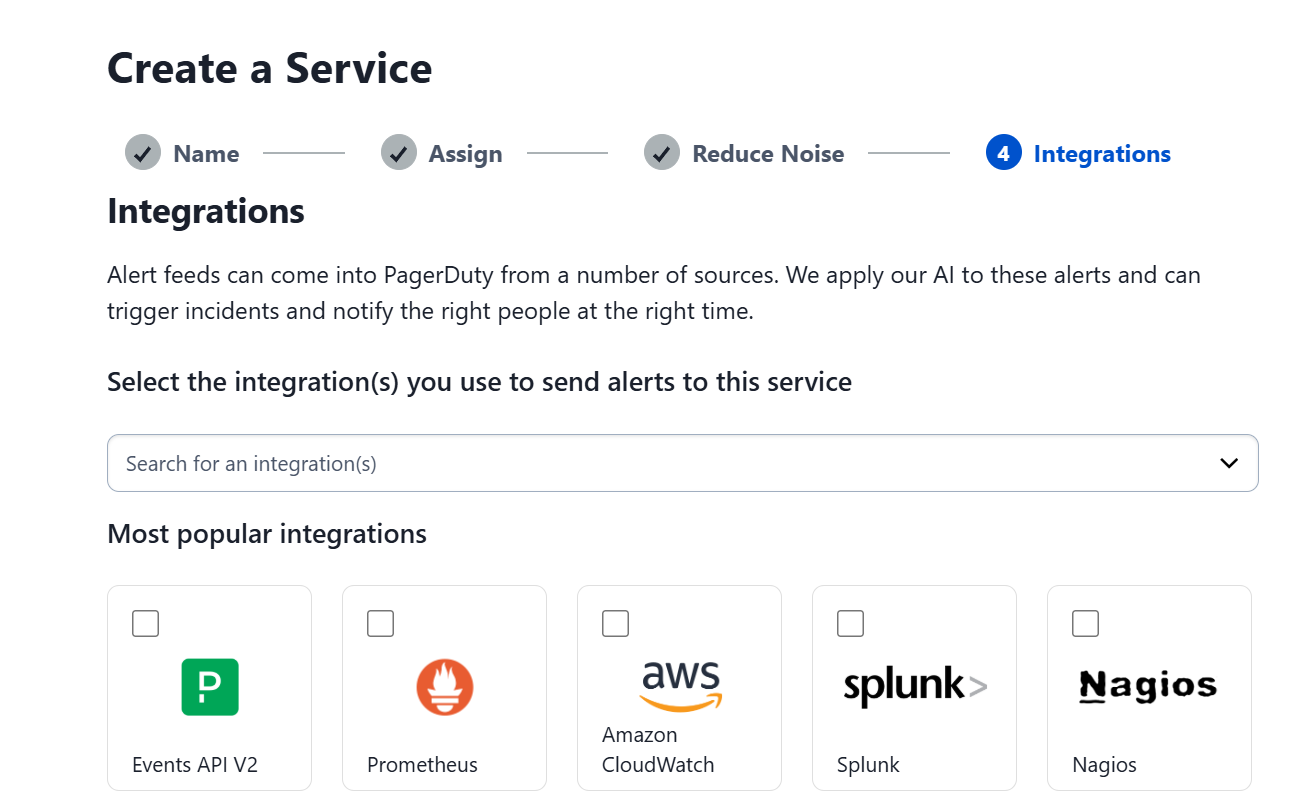 Create a Service
Name
Assign
Reduce Noise
4 Integrations
Integrations
Alert feeds can come into PagerDuty from a number of sources. We apply our AI to these alerts and can
trigger incidents and notify the right people at the right time.
Select the integration(s) you use to send alerts to this service
Search for an integration(s)
Most popular integrations
P
Events API V2
Prometheus
aws
Amazon
CloudWatch
splunk>
Splunk
Nagios
Nagios